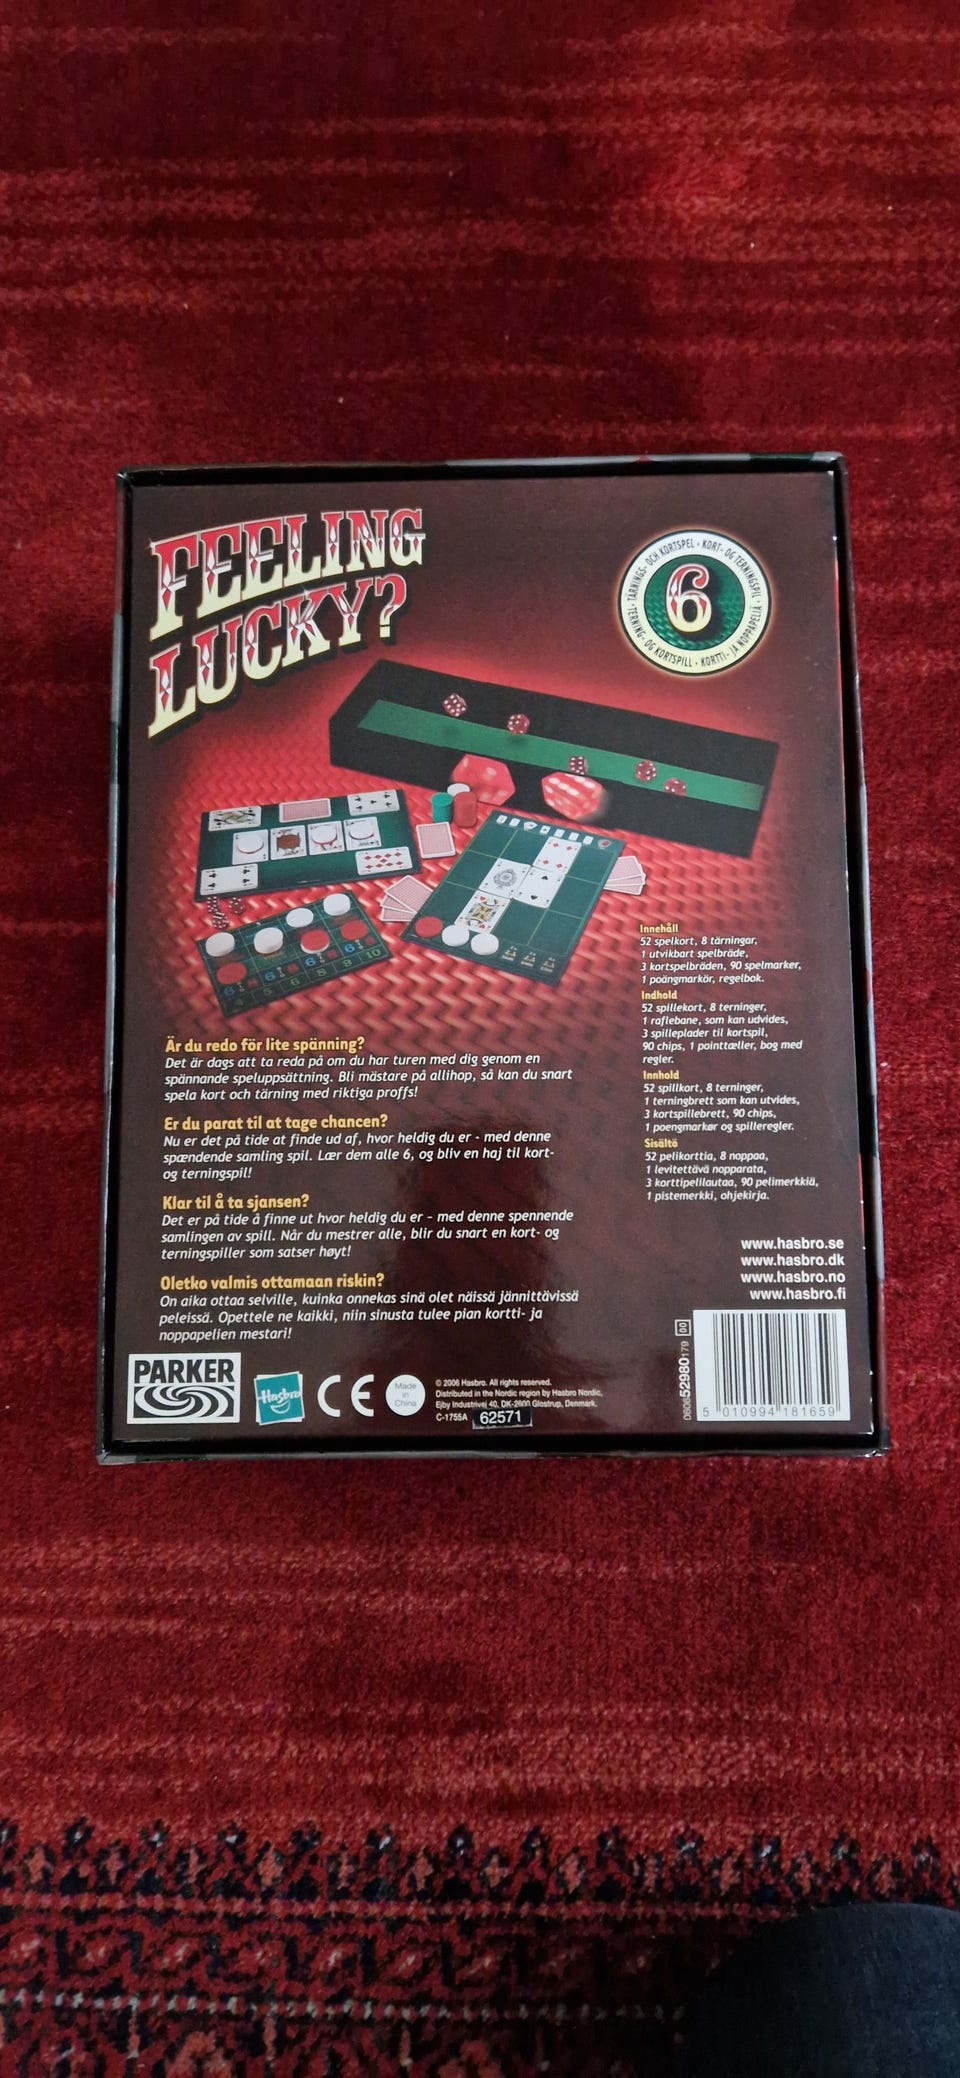 FEELING
LUCKY?
TÄRNINGS- OCH KORTSPEL • KORT- OG TERNINGSPIL
TERNING- OG KORTSPILL • KORTTI- JA NOPPAPELIÄ
6
Innehåll
52 spelkort, 8 tärningar,
1 utvikbart spelbräde,
3 kortspelbräden, 90 spelmarker,
1 poängmarkör, regelbok.
Indhold
52 spillekort, 8 terninger,
1 raflebane, som kan udvides,
3 spilleplader til kortspil,
90 chips, 1 pointtæller, bog med
regler.
Innhold
52 spillkort, 8 terninger,
1 terningbrett som kan utvides,
3 kortspillebrett, 90 chips,
1 poengmarkør og spilleregler.
Sisältö
52 pelikorttia, 8 noppaa,
1 levitettävä nopparata,
3 korttipelilautaa, 90 pelimerkkiä,
1 pistemerkki, ohjekirja.
Är du redo för lite spänning?
Det är dags att ta reda på om du har turen med dig genom en
spännande speluppsättning. Bli mästare på allihop, så kan du snart
spela kort och tärning med riktiga proffs!
Er du parat til at tage chancen?
Nu er det på tide at finde ud af, hvor heldig du er - med denne
spændende samling spil. Lær dem alle 6, og bliv en haj til kort-
og terningspil!
Klar til å ta sjansen?
Det er på tide å finne ut hvor heldig du er – med denne spennende
samlingen av spill. Når du mestrer alle, blir du snart en kort- og
terningspiller som satser høyt!
Oletko valmis ottamaan riskin?
On aika ottaa selville, kuinka onnekas sinä olet näissä jännittävissä
peleissä. Opettele ne kaikki, niin sinusta tulee pian kortti- ja
noppapelien mestari!
www.hasbro.se
www.hasbro.dk
www.hasbro.no
www.hasbro.fi
PARKER
Hasbro
CE
Made
in
China
© 2006 Hasbro. All rights reserved.
Distributed in the Nordic region by Hasbro Nordic,
Ejby Industrivej 40, DK-2600 Glostrup, Denmark.
C-1755A 62571
060652980179 00
5 010994 181659
4 5 6 8 9 10